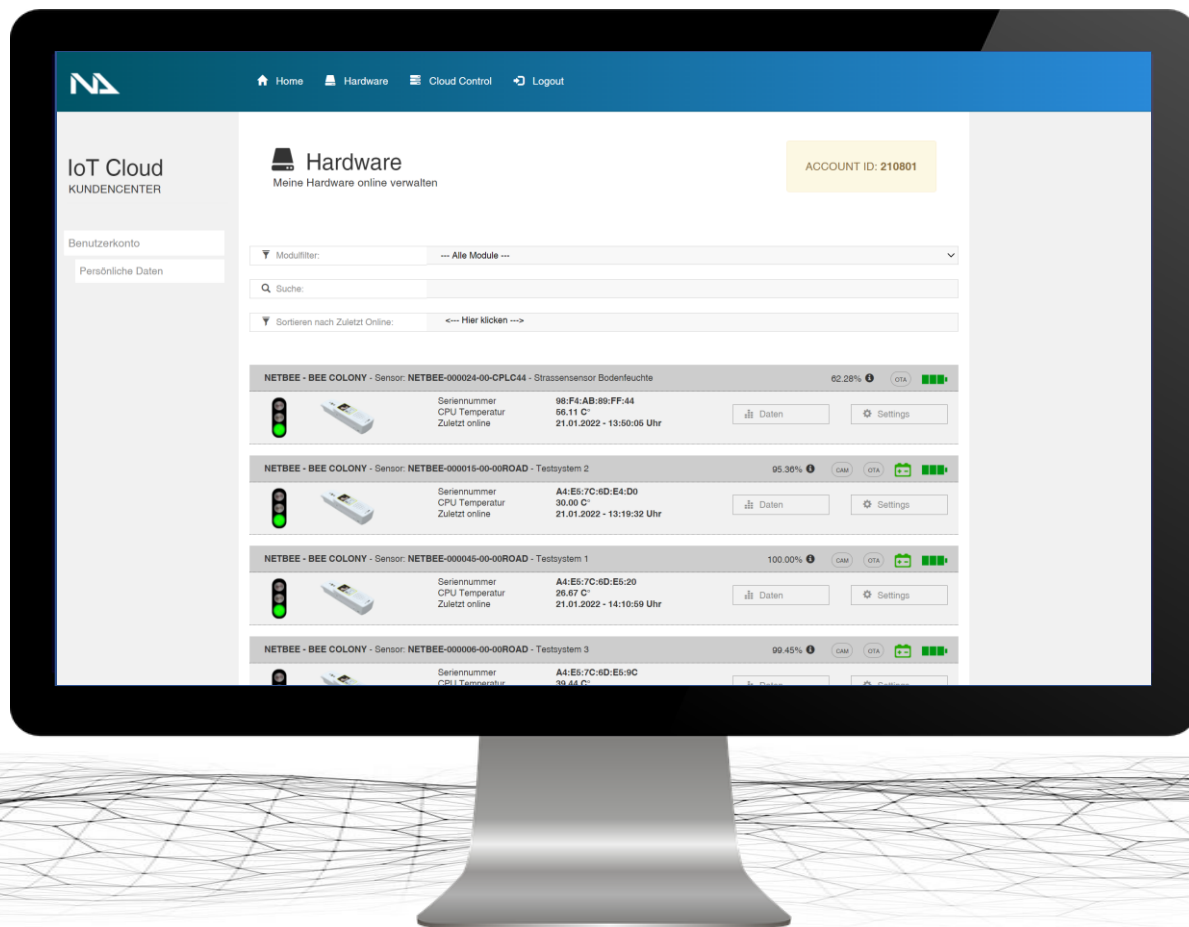 Home Hardware Cloud Control Logout
IoT Cloud
KUNDENCENTER
Benutzerkonto
Persönliche Daten
Hardware
Meine Hardware online verwalten
ACCOUNT ID: 210801
Modulfilter: --- Alle Module ---
Suche:
Sortieren nach Zuletzt Online: <--- Hier klicken --->
NETBEE - BEE COLONY - Sensor: NETBEE-000024-00-CPLC44 - Strassensensor Bodenfeuchte 62.28% OTA
Seriennummer 98:F4:AB:89:FF:44
CPU Temperatur 56.11 C°
Zuletzt online 21.01.2022 - 13:50:05 Uhr
Daten Settings
NETBEE - BEE COLONY - Sensor: NETBEE-000015-00-00ROAD - Testsystem 2 95.36% CAM OTA
Seriennummer A4:E5:7C:6D:E4:D0
CPU Temperatur 30.00 C°
Zuletzt online 21.01.2022 - 13:19:32 Uhr
Daten Settings
NETBEE - BEE COLONY - Sensor: NETBEE-000045-00-00ROAD - Testsystem 1 100.00% CAM OTA
Seriennummer A4:E5:7C:6D:E5:20
CPU Temperatur 26.67 C°
Zuletzt online 21.01.2022 - 14:10:59 Uhr
Daten Settings
NETBEE - BEE COLONY - Sensor: NETBEE-000006-00-00ROAD - Testsystem 3 99.45% CAM OTA
Seriennummer A4:E5:7C:6D:E5:9C
CPU Temperatur 39.44 C°
Daten Settings